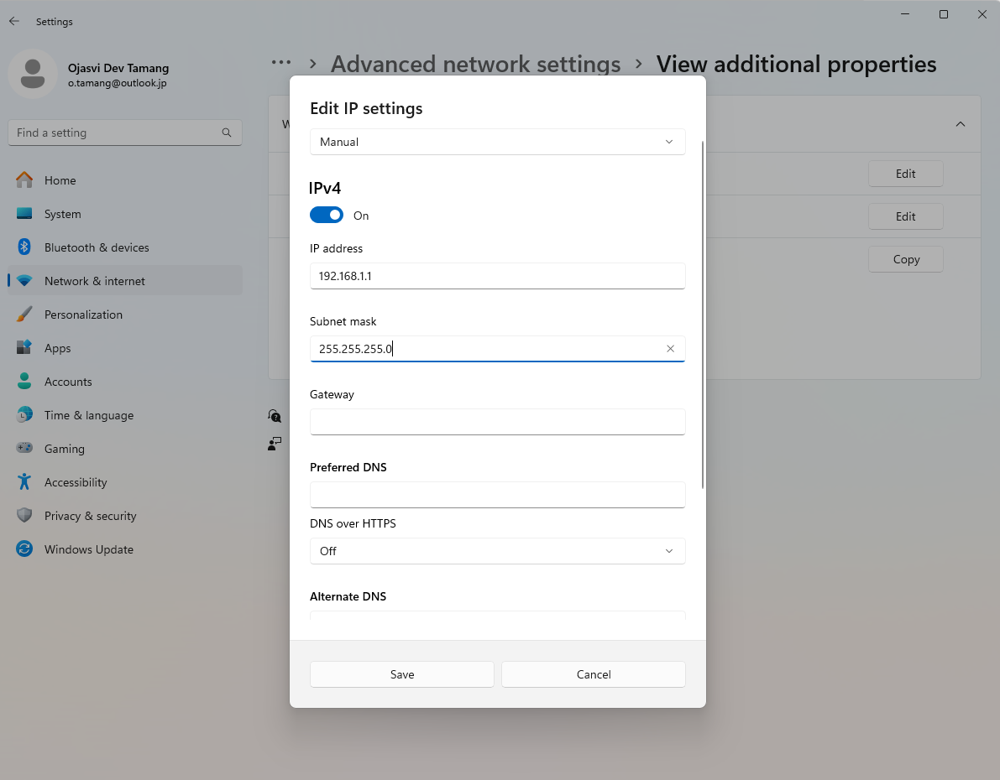 Settings
Ojasvi Dev Tamang
o.tamang@outlook.jp
Find a setting
Home
System
Bluetooth & devices
Network & internet
Personalization
Apps
Accounts
Time & language
Gaming
Accessibility
Privacy & security
Windows Update
··· > Advanced network settings > View additional properties
Edit
Edit
Copy
Edit IP settings
Manual
IPv4
On
IP address
192.168.1.1
Subnet mask
255.255.255.0
Gateway
Preferred DNS
DNS over HTTPS
Off
Alternate DNS
Save
Cancel